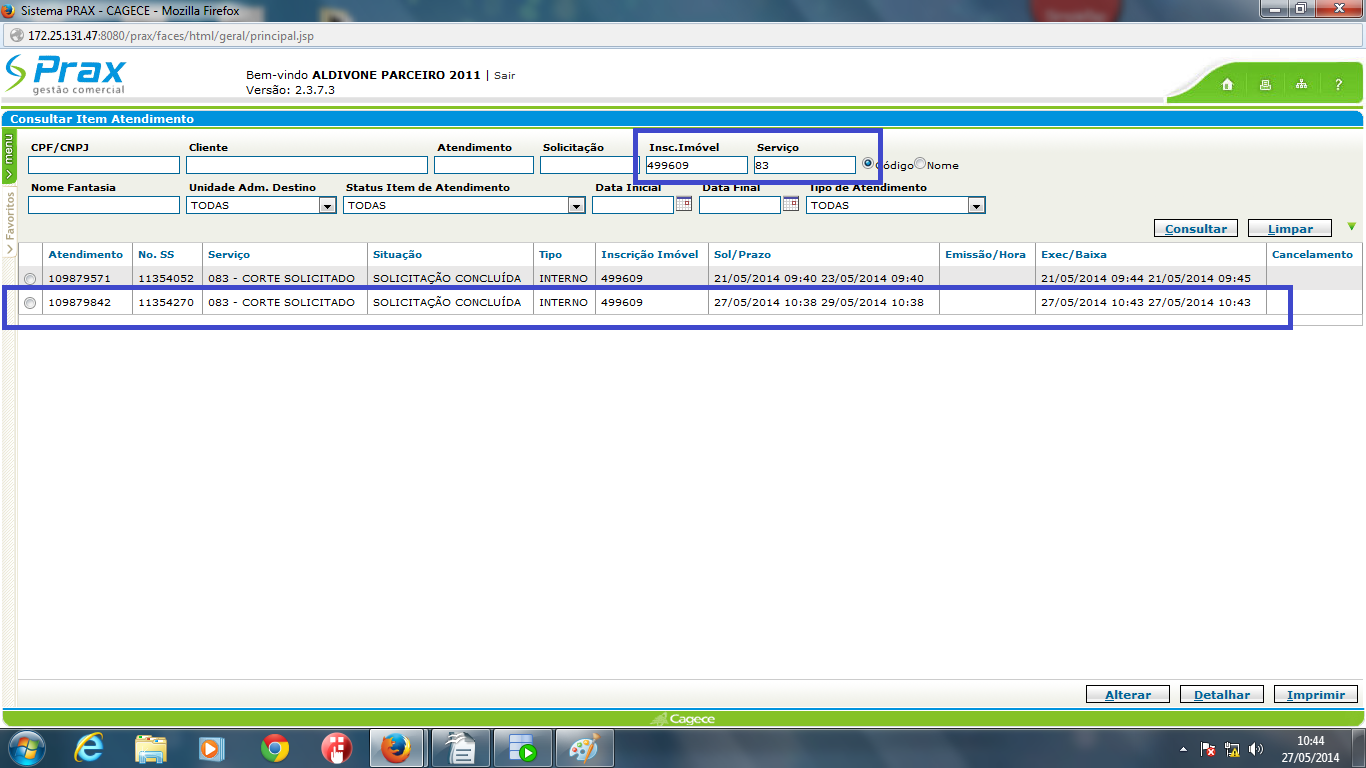 Sistema PRAX - CAGECE - Mozilla Firefox
172.25.131.47:8080/prax/faces/html/geral/principal.jsp
Prax
gestão comercial
Bem-vindo ALDIVONE PARCEIRO 2011 | Sair
Versão: 2.3.7.3
?
Consultar Item Atendimento
menu
Favoritos
CPF/CNPJ Cliente Atendimento Solicitação Insc.Imóvel Serviço
499609 83 Código Nome
Nome Fantasia Unidade Adm. Destino Status Item de Atendimento Data Inicial Data Final Tipo de Atendimento
TODAS TODAS TODAS
Consultar Limpar
Atendimento No. SS Serviço Situação Tipo Inscrição Imóvel Sol/Prazo Emissão/Hora Exec/Baixa Cancelamento
109879571 11354052 083 - CORTE SOLICITADO SOLICITAÇÃO CONCLUÍDA INTERNO 499609 21/05/2014 09:40 23/05/2014 09:40 21/05/2014 09:44 21/05/2014 09:45
109879842 11354270 083 - CORTE SOLICITADO SOLICITAÇÃO CONCLUÍDA INTERNO 499609 27/05/2014 10:38 29/05/2014 10:38 27/05/2014 10:43 27/05/2014 10:43
Alterar Detalhar Imprimir
Cagece
10:44
27/05/2014